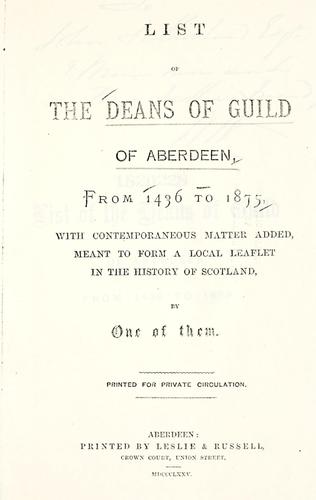 LIST
OF
THE DEANS OF GUILD
OF ABERDEEN,
FROM 1436 TO 1875,
WITH CONTEMPORANEOUS MATTER ADDED,
MEANT TO FORM A LOCAL LEAFLET
IN THE HISTORY OF SCOTLAND,
BY
One of them.
PRINTED FOR PRIVATE CIRCULATION.
ABERDEEN:
PRINTED BY LESLIE & RUSSELL,
CROWN COURT, UNION STREET.
MDCCCLXXV.